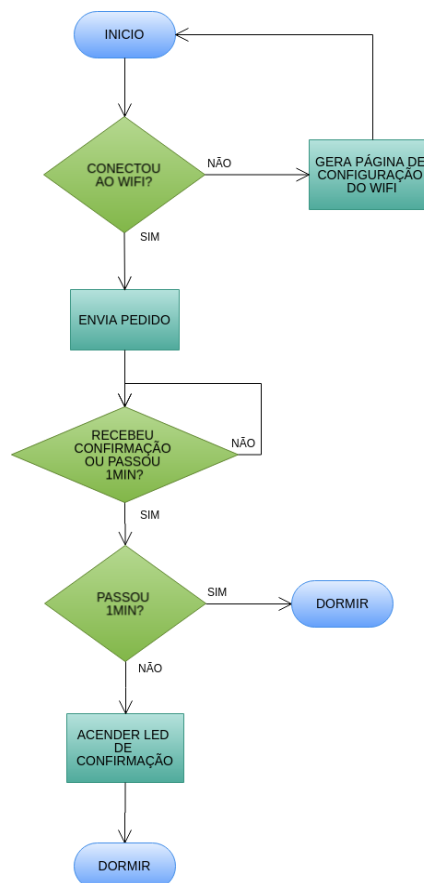 INICIO
CONECTOU
AO WIFI?
NÃO
GERA PÁGINA DE
CONFIGURAÇÃO
DO WIFI
SIM
ENVIA PEDIDO
RECEBEU
CONFIRMAÇÃO
OU PASSOU
1MIN?
NÃO
SIM
PASSOU
1MIN?
SIM
DORMIR
NÃO
ACENDER LED
DE
CONFIRMAÇÃO
DORMIR